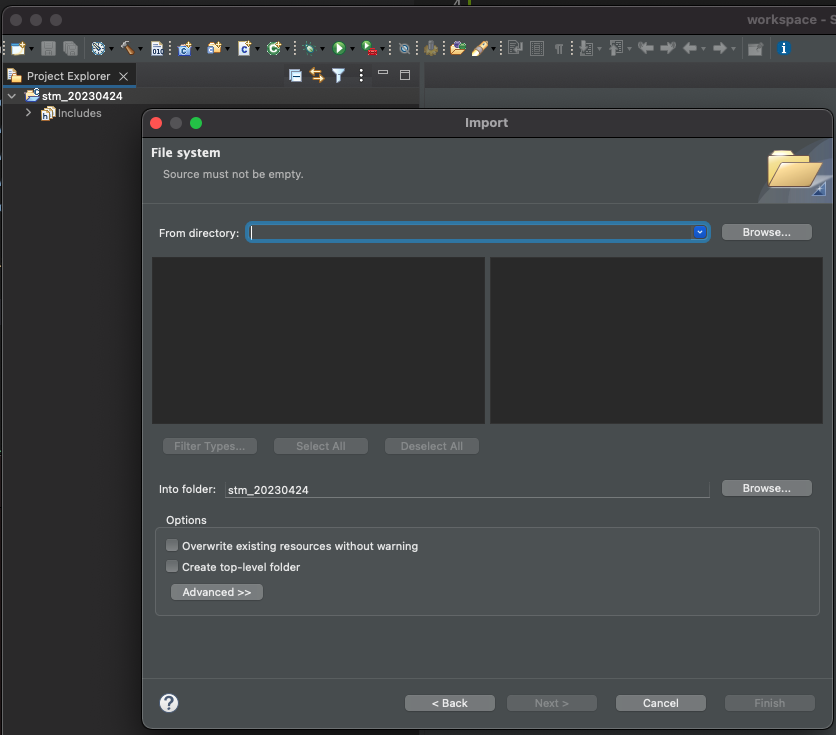 workspace - S
Project Explorer
stm_20230424
Includes
Import
File system
Source must not be empty.
From directory:
Browse...
Filter Types...
Select All
Deselect All
Into folder:
stm_20230424
Browse...
Options
Overwrite existing resources without warning
Create top-level folder
Advanced >>
?
< Back
Next >
Cancel
Finish